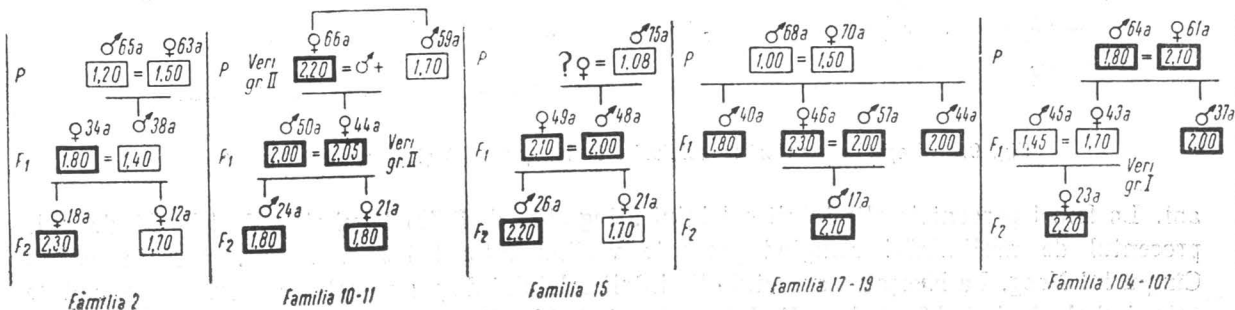 P
♂65a ♀63a
1,20 = 1.50
F1
♀34a ♂38a
1.80 = 1,40
F2
♀18a ♀12a
2,30 1,70
Familia 2
P
Veri gr II
♀66a ♂59a
2,20 = ♂+ 1.70
F1
♂50a ♀44a
2,00 = 2,05
Veri gr.II
♂24a ♀21a
F2
1,80 1,80
Familia 10-11
P
♂75a
?♀ = 1.08
F1
♀49a ♂48a
2,10 = 2,00
F2
♂26a ♀21a
2,20 1,70
Familia 15
P
♂68a ♀70a
1,00 = 1,50
F1
♂40a ♀46a ♂51a ♂44a
1,80 2,30 = 2,00 2,00
F2
♂17a
2,10
Familia 17-19
P
♂64a ♀61a
1,80 = 2,10
F1
♂45a ♀43a ♂37a
1,45 = 1,70 2,00
Veri gr I
F2
♀23a
2,20
Familia 104-107